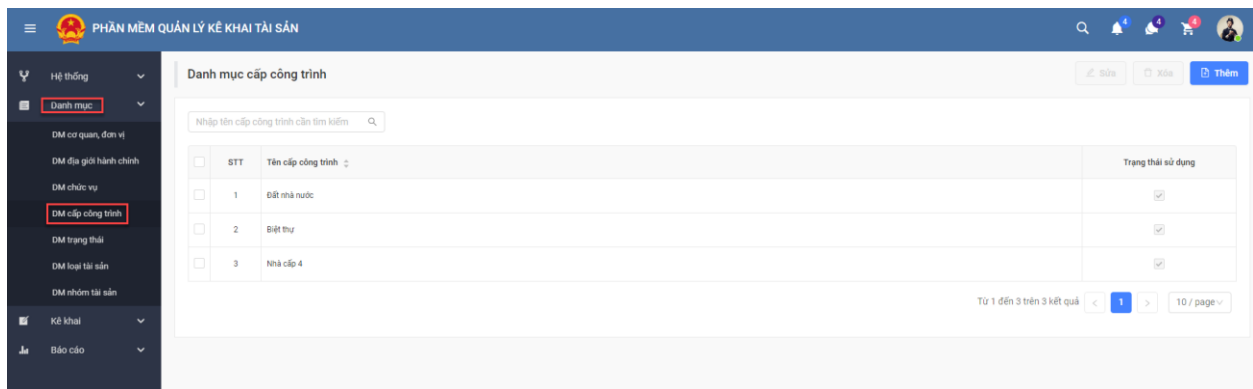 PHẦN MỀM QUẢN LÝ KÊ KHAI TÀI SẢN
4
4
4
Hệ thống
Danh mục
DM cơ quan, đơn vị
DM địa giới hành chính
DM chức vụ
DM cấp công trình
DM trạng thái
DM loại tài sản
DM nhóm tài sản
Kê khai
Báo cáo
Danh mục cấp công trình
Sửa
Xóa
Thêm
Nhập tên cấp công trình cần tìm kiếm
STT Tên cấp công trình Trạng thái sử dụng
1 Đất nhà nước
2 Biệt thự
3 Nhà cấp 4
Từ 1 đến 3 trên 3 kết quả < 1 > 10 / page